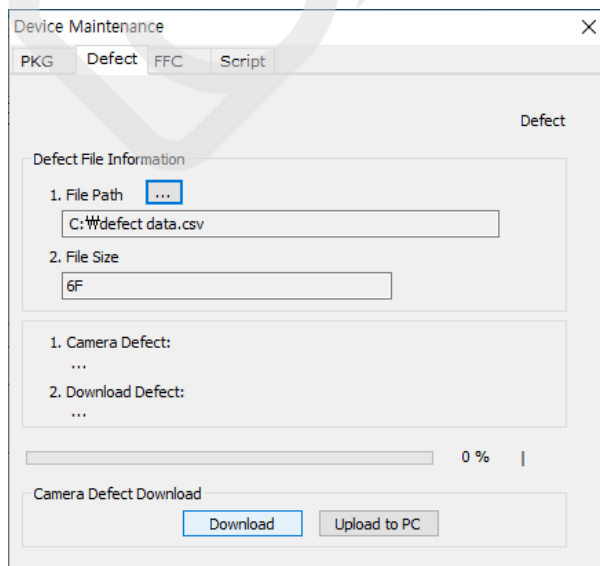 Device Maintenance
PKG Defect FFC Script
Defect
Defect File Information
1. File Path ...
C:₩defect data.csv
2. File Size
6F
1. Camera Defect:
...
2. Download Defect:
...
0 % |
Camera Defect Download
Download Upload to PC